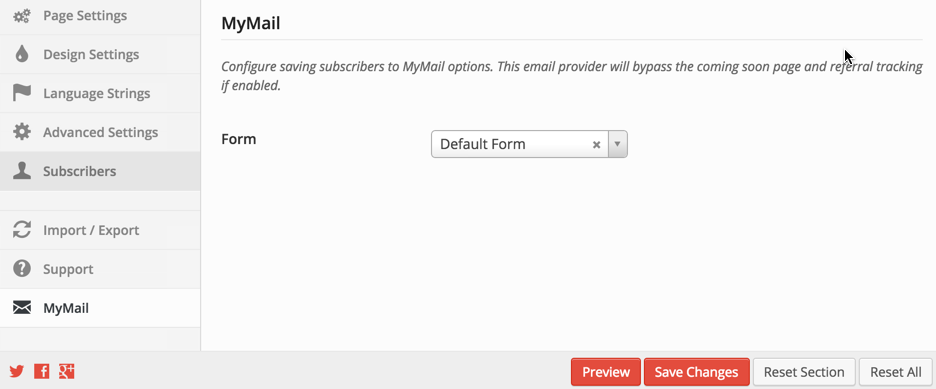 Page Settings
Design Settings
Language Strings
Advanced Settings
Subscribers
Import / Export
Support
MyMail
MyMail
Configure saving subscribers to MyMail options. This email provider will bypass the coming soon page and referral tracking
if enabled.
Form
Default Form
Preview
Save Changes
Reset Section
Reset All